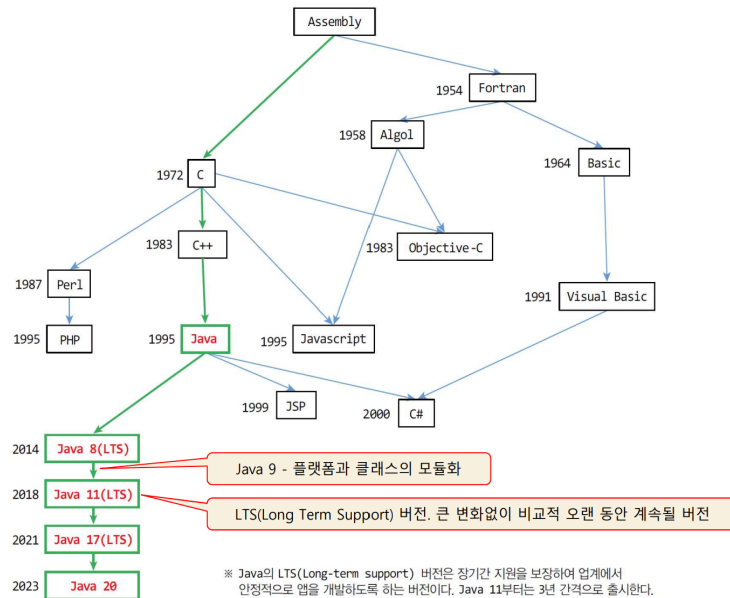 Assembly
1954 Fortran
1958 Algol
1964 Basic
1972 C
1983 C++
1983 Objective-C
1987 Perl
1991 Visual Basic
1995 PHP
1995 Java
1995 Javascript
1999 JSP
2000 C#
2014 Java 8(LTS)
Java 9 - 플랫폼과 클래스의 모듈화
2018 Java 11(LTS)
LTS(Long Term Support) 버전. 큰 변화없이 비교적 오랜 동안 계속될 버전
2021 Java 17(LTS)
2023 Java 20
※ Java의 LTS(Long-term support) 버전은 장기간 지원을 보장하여 업계에서
안정적으로 앱을 개발하도록 하는 버전이다. Java 11부터는 3년 간격으로 출시한다.